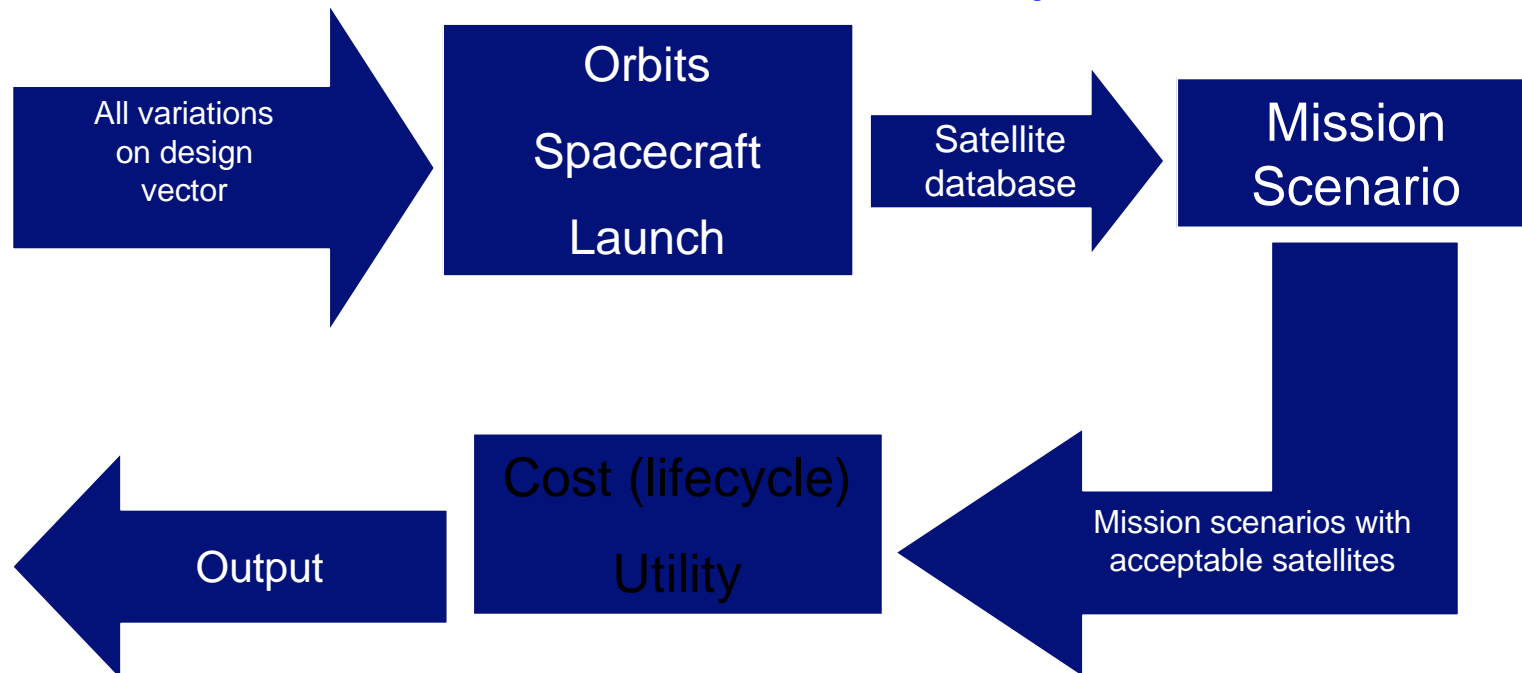 All variations
on design
vector
Orbits
Spacecraft
Launch
Satellite
database
Mission
Scenario
Mission scenarios with
acceptable satellites
Cost (lifecycle)
Utility
Output